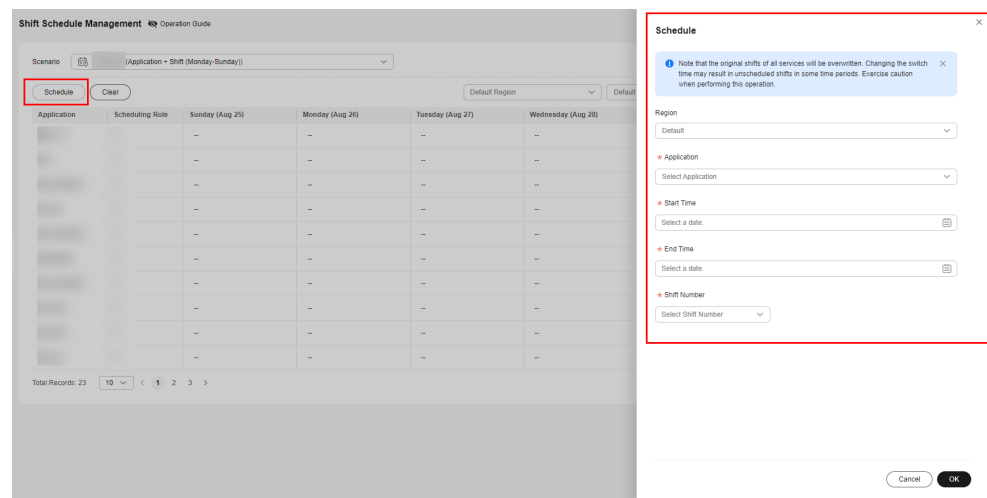 Shift Schedule Management Operation Guide
Scenario (Application + Shift (Monday-Sunday))
Schedule Clear Default Region Default
Application Scheduling Role Sunday (Aug 25) Monday (Aug 26) Tuesday (Aug 27) Wednesday (Aug 28)
-- -- -- --
-- -- -- --
-- -- -- --
-- -- -- --
-- -- -- --
-- -- -- --
-- -- -- --
-- -- -- --
-- -- -- --
-- -- -- --
Total Records: 23 10 < 1 2 3 >
Schedule
Note that the original shifts of all services will be overwritten. Changing the switch
time may result in unscheduled shifts in some time periods. Exercise caution
when performing this operation.
Region
Default
* Application
Select Application
* Start Time
Select a date.
* End Time
Select a date.
* Shift Number
Select Shift Number
Cancel OK